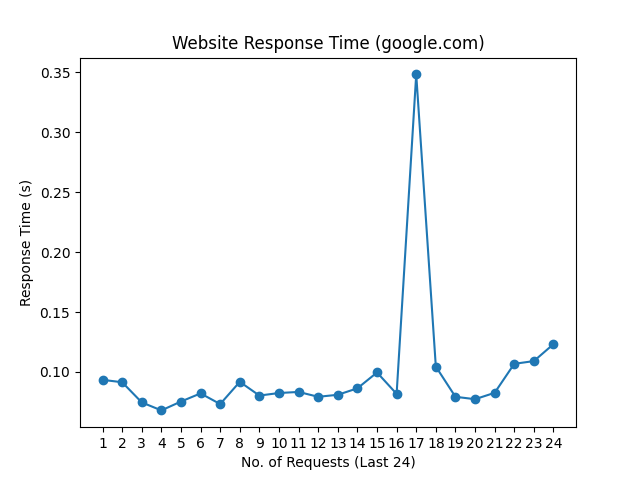 Website Response Time (google.com)
0.35
0.30
0.25
0.20
0.15
0.10
Response Time (s)
1 2 3 4 5 6 7 8 9 10 11 12 13 14 15 16 17 18 19 20 21 22 23 24
No. of Requests (Last 24)